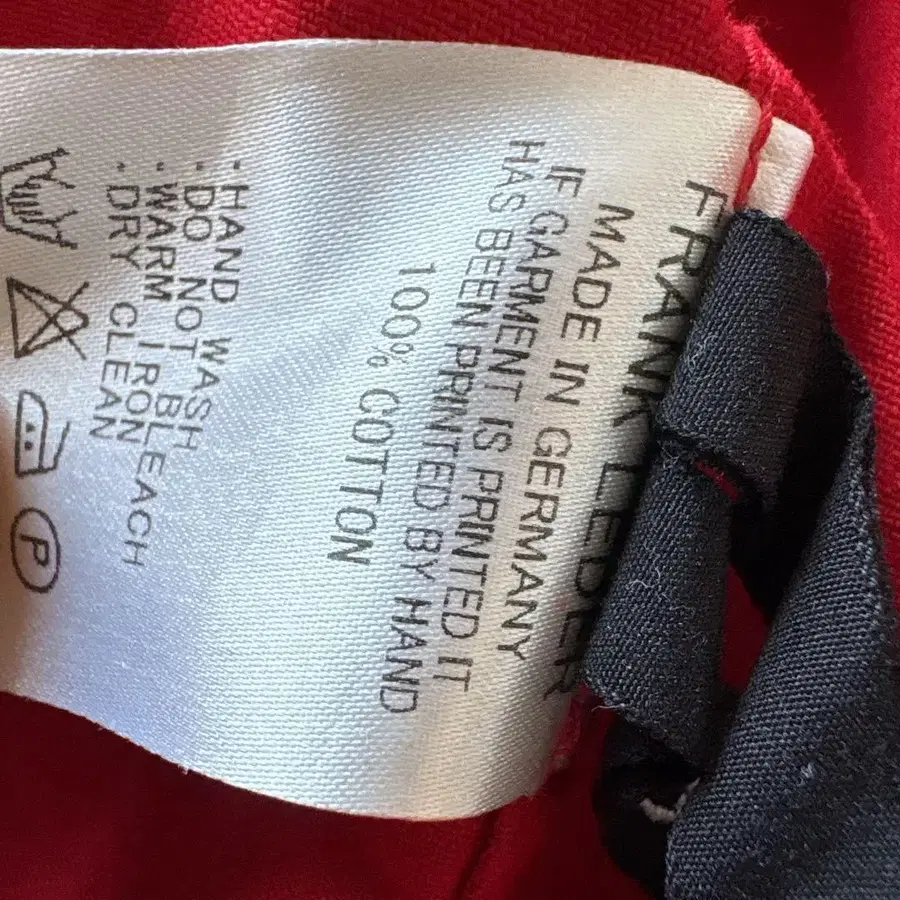 FRANK LEDER
MADE IN GERMANY
IF GARMENT IS PRINTED IT
HAS BEEN PRINTED BY HAND
100% COTTON
· HAND WASH
· DO NOT BLEACH
· WARM IRON
· DRY CLEAN
P